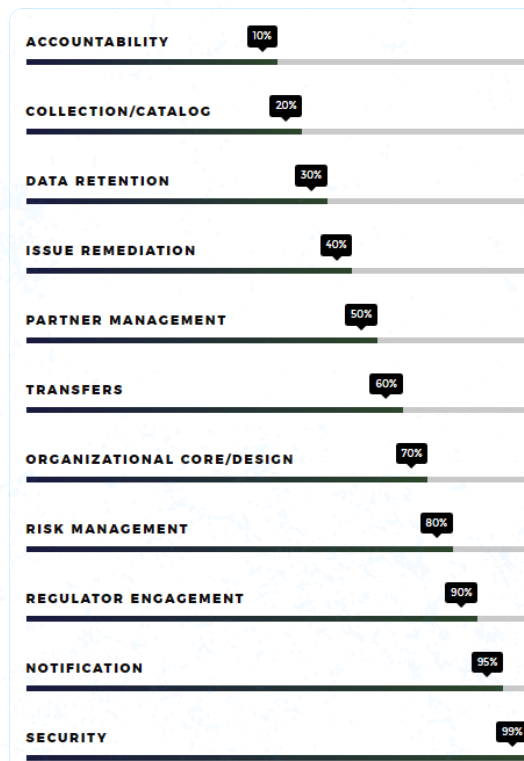 10%
ACCOUNTABILITY
20%
COLLECTION/CATALOG
30%
DATA RETENTION
40%
ISSUE REMEDIATION
50%
PARTNER MANAGEMENT
60%
TRANSFERS
70%
ORGANIZATIONAL CORE/DESIGN
80%
RISK MANAGEMENT
90%
REGULATOR ENGAGEMENT
95%
NOTIFICATION
99%
SECURITY